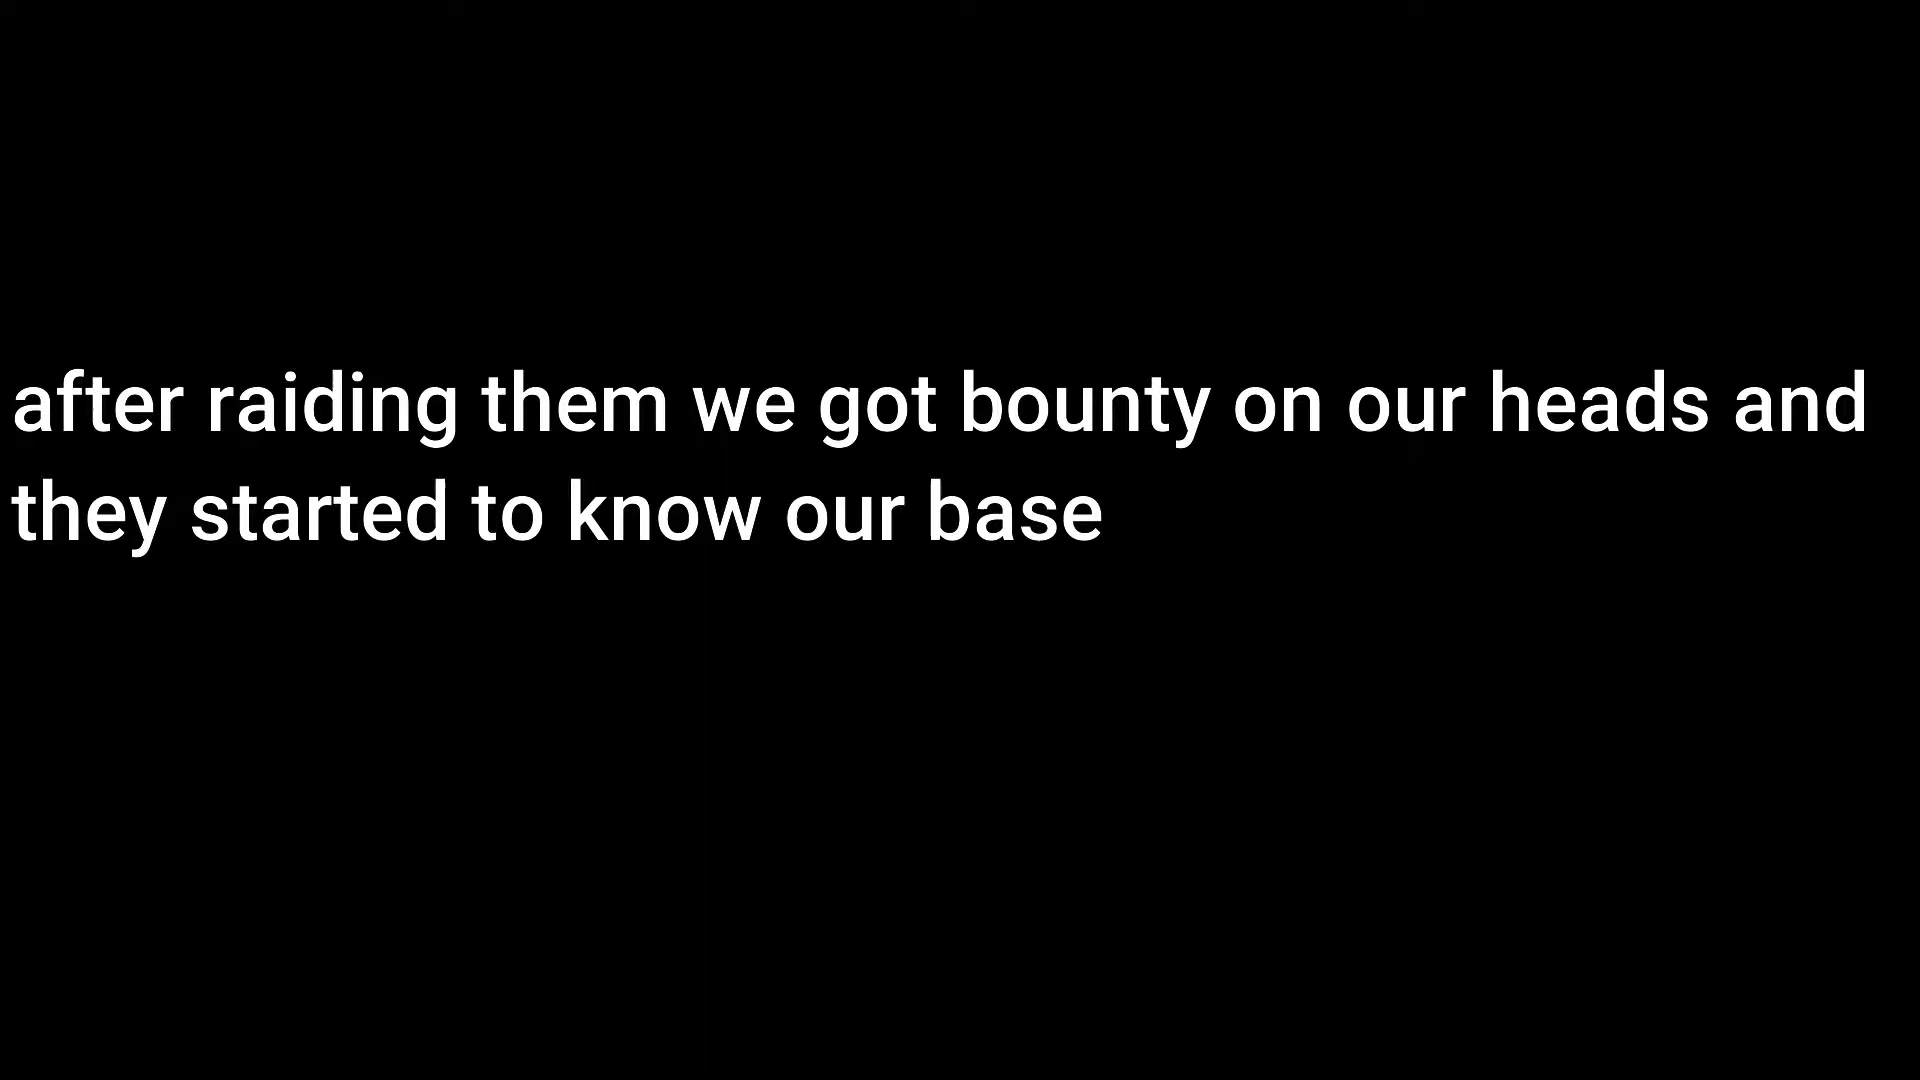 after raiding them we got bounty on our heads and
they started to know our base